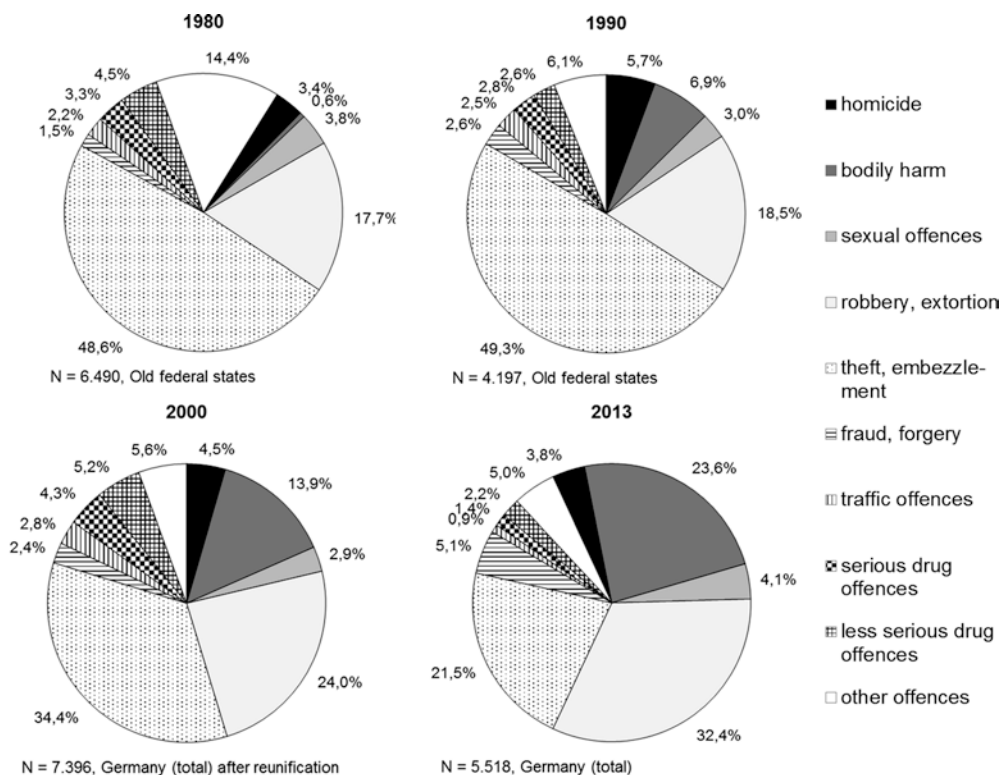 1980
14,4%
3,4%
0,6%
3,8%
17,7%
48,6%
1,5%
2,2%
3,3%
4,5%
N = 6.490, Old federal states
1990
6,1%
5,7%
6,9%
3,0%
18,5%
49,3%
2,6%
2,5%
2,8%
2,6%
N = 4.197, Old federal states
2000
5,6%
4,5%
13,9%
2,9%
24,0%
34,4%
2,4%
2,8%
4,3%
5,2%
N = 7.396, Germany (total) after reunification
2013
3,8%
23,6%
4,1%
32,4%
21,5%
5,1%
0,9%
1,4%
2,2%
5,0%
N = 5.518, Germany (total)
homicide
bodily harm
sexual offences
robbery, extortion
theft, embezzle-
ment
fraud, forgery
traffic offences
serious drug
offences
less serious drug
offences
other offences